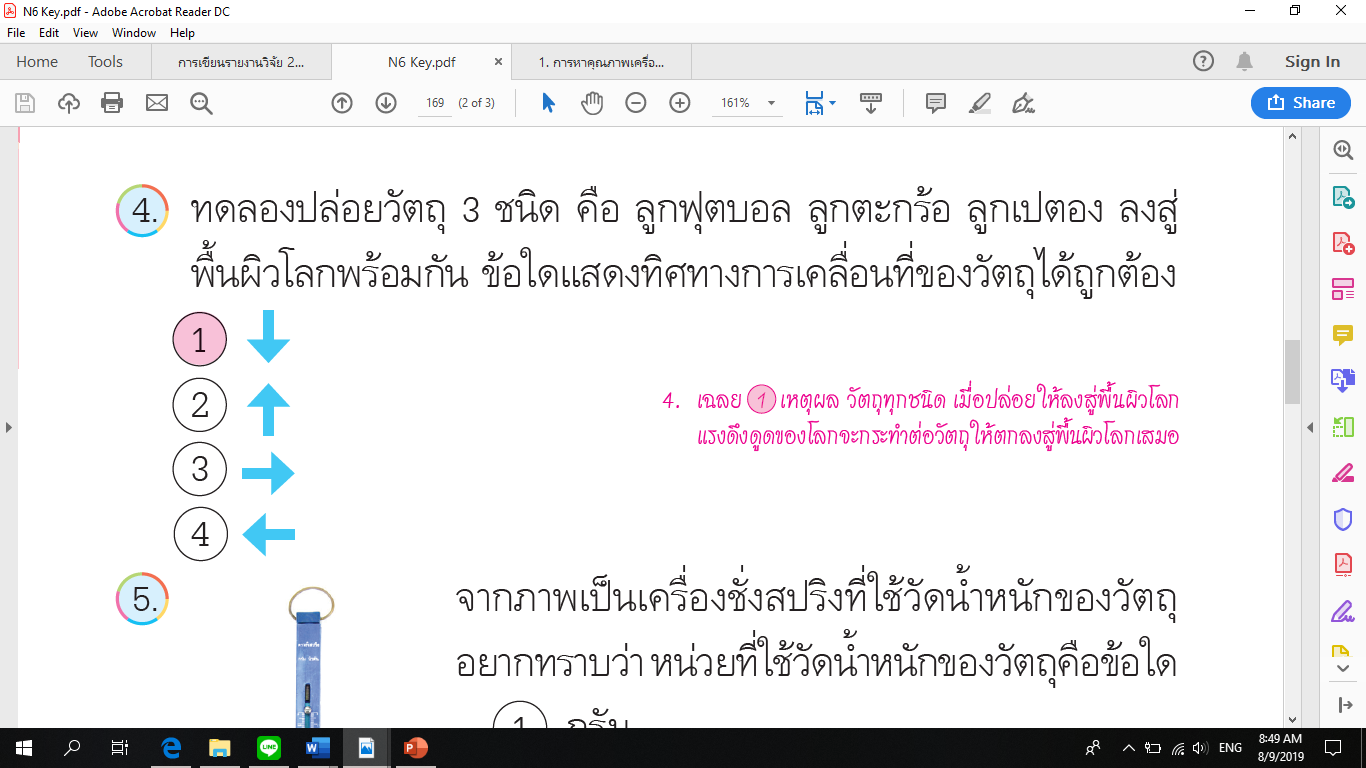 N6 Key.pdf - Adobe Acrobat Reader DC
File Edit View Window Help
Home Tools การเขียนรายงานวิจัย 2... N6 Key.pdf × 1. การหาคุณภาพเครื่อ... Sign In
169 (2 of 3) 161% Share
4. ทดลองปล่อยวัตถุ 3 ชนิด คือ ลูกฟุตบอล ลูกตะกร้อ ลูกเปตอง ลงสู่
พื้นผิวโลกพร้อมกัน ข้อใดแสดงทิศทางการเคลื่อนที่ของวัตถุได้ถูกต้อง
1
2
3
4
4. เฉลย 1 เหตุผล วัตถุทุกชนิด เมื่อปล่อยให้ลงสู่พื้นผิวโลก
แรงดึงดูดของโลกจะกระทำต่อวัตถุให้ตกลงสู่พื้นผิวโลกเสมอ
5. จากภาพเป็นเครื่องชั่งสปริงที่ใช้วัดน้ำหนักของวัตถุ
อยากทราบว่า หน่วยที่ใช้วัดน้ำหนักของวัตถุคือข้อใด
1 กรัม
ENG
8:49 AM
8/9/2019